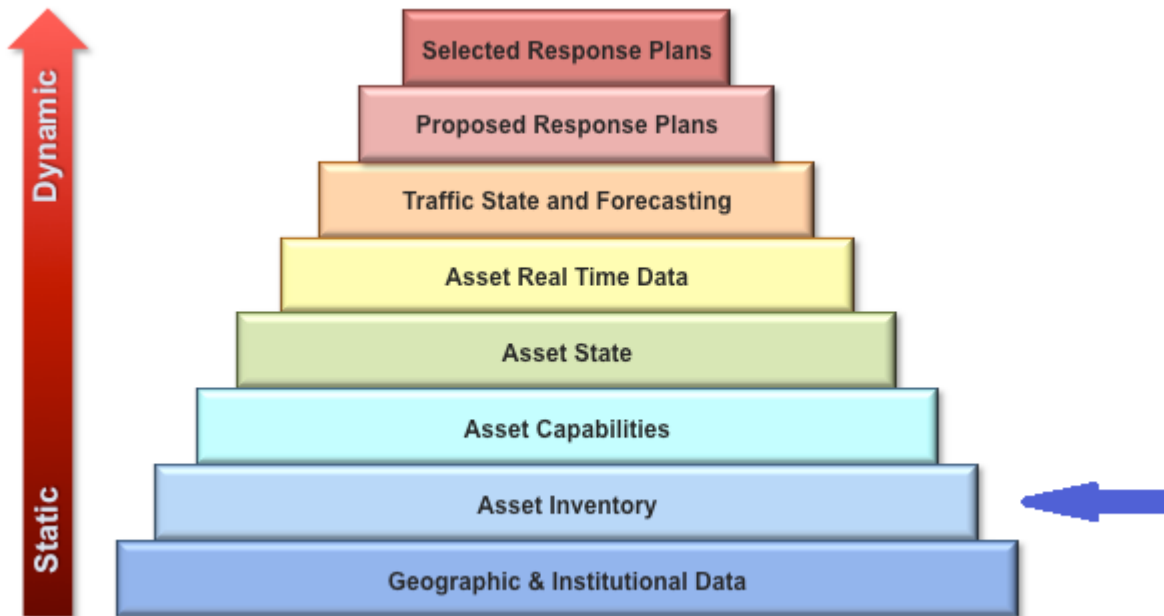 Dynamic
Static
Selected Response Plans
Proposed Response Plans
Traffic State and Forecasting
Asset Real Time Data
Asset State
Asset Capabilities
Asset Inventory
Geographic & Institutional Data